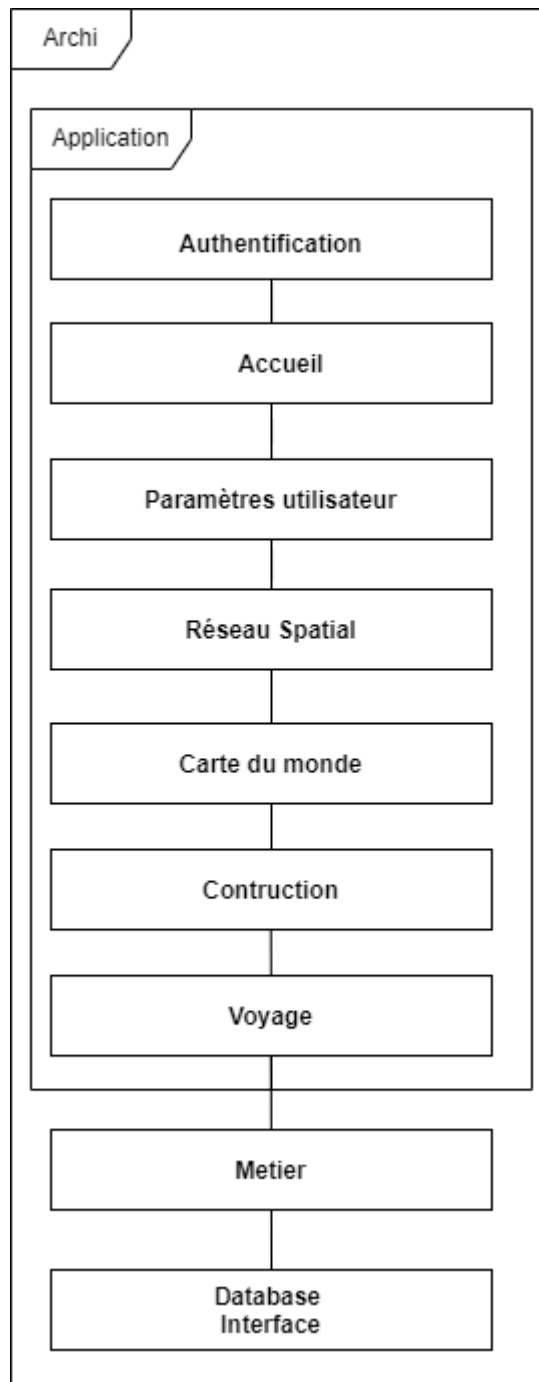 Archi
Application
Authentification
Accueil
Paramètres utilisateur
Réseau Spatial
Carte du monde
Contruction
Voyage
Metier
Database
Interface